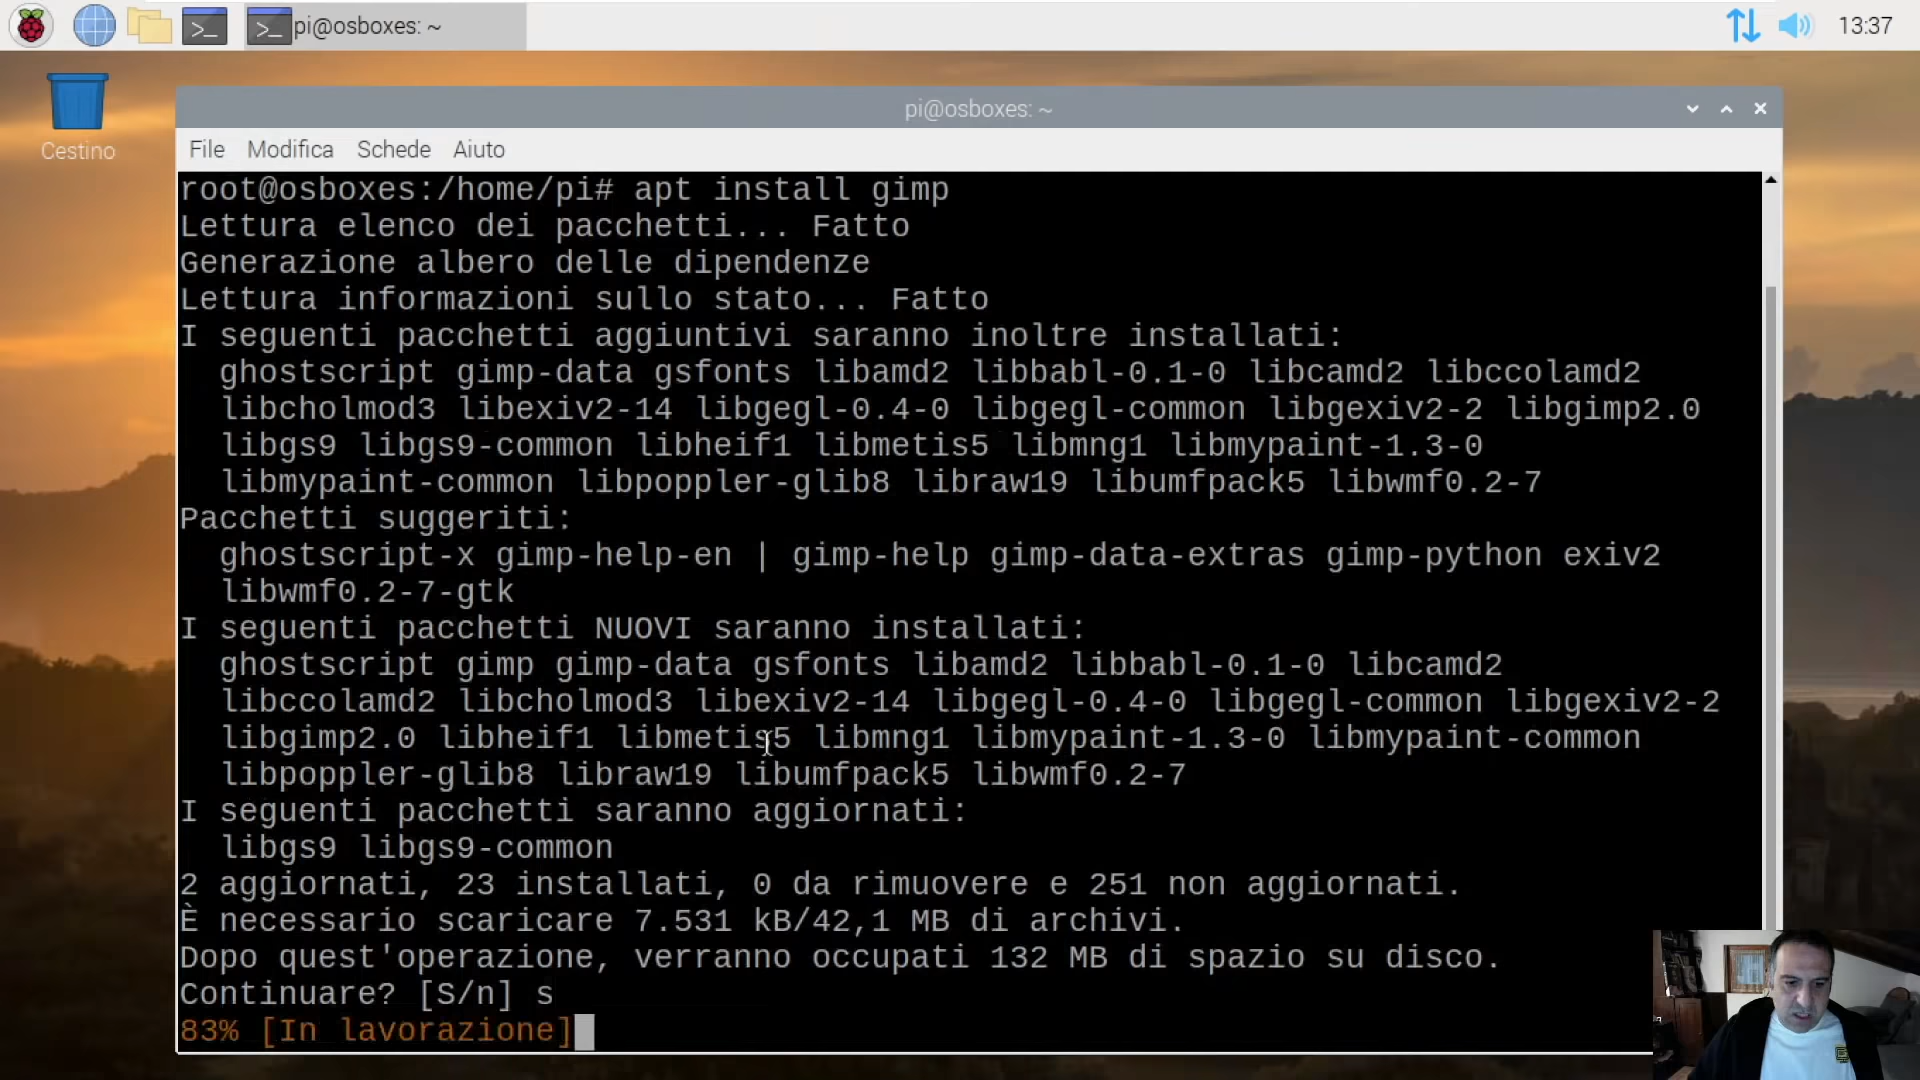 pi@osboxes: ~
13:37
Cestino
pi@osboxes: ~
File Modifica Schede Aiuto
root@osboxes:/home/pi# apt install gimp
Lettura elenco dei pacchetti... Fatto
Generazione albero delle dipendenze
Lettura informazioni sullo stato... Fatto
I seguenti pacchetti aggiuntivi saranno inoltre installati:
ghostscript gimp-data gsfonts libamd2 libbabl-0.1-0 libcamd2 libccolamd2
libcholmod3 libexiv2-14 libgegl-0.4-0 libgegl-common libgexiv2-2 libgimp2.0
libgs9 libgs9-common libheif1 libmetis5 libmng1 libmypaint-1.3-0
libmypaint-common libpoppler-glib8 libraw19 libumfpack5 libwmf0.2-7
Pacchetti suggeriti:
ghostscript-x gimp-help-en | gimp-help gimp-data-extras gimp-python exiv2
libwmf0.2-7-gtk
I seguenti pacchetti NUOVI saranno installati:
ghostscript gimp gimp-data gsfonts libamd2 libbabl-0.1-0 libcamd2
libccolamd2 libcholmod3 libexiv2-14 libgegl-0.4-0 libgegl-common libgexiv2-2
libgimp2.0 libheif1 libmetis5 libmng1 libmypaint-1.3-0 libmypaint-common
libpoppler-glib8 libraw19 libumfpack5 libwmf0.2-7
I seguenti pacchetti saranno aggiornati:
libgs9 libgs9-common
2 aggiornati, 23 installati, 0 da rimuovere e 251 non aggiornati.
È necessario scaricare 7.531 kB/42,1 MB di archivi.
Dopo quest'operazione, verranno occupati 132 MB di spazio su disco.
Continuare? [S/n] s
83% [In lavorazione]